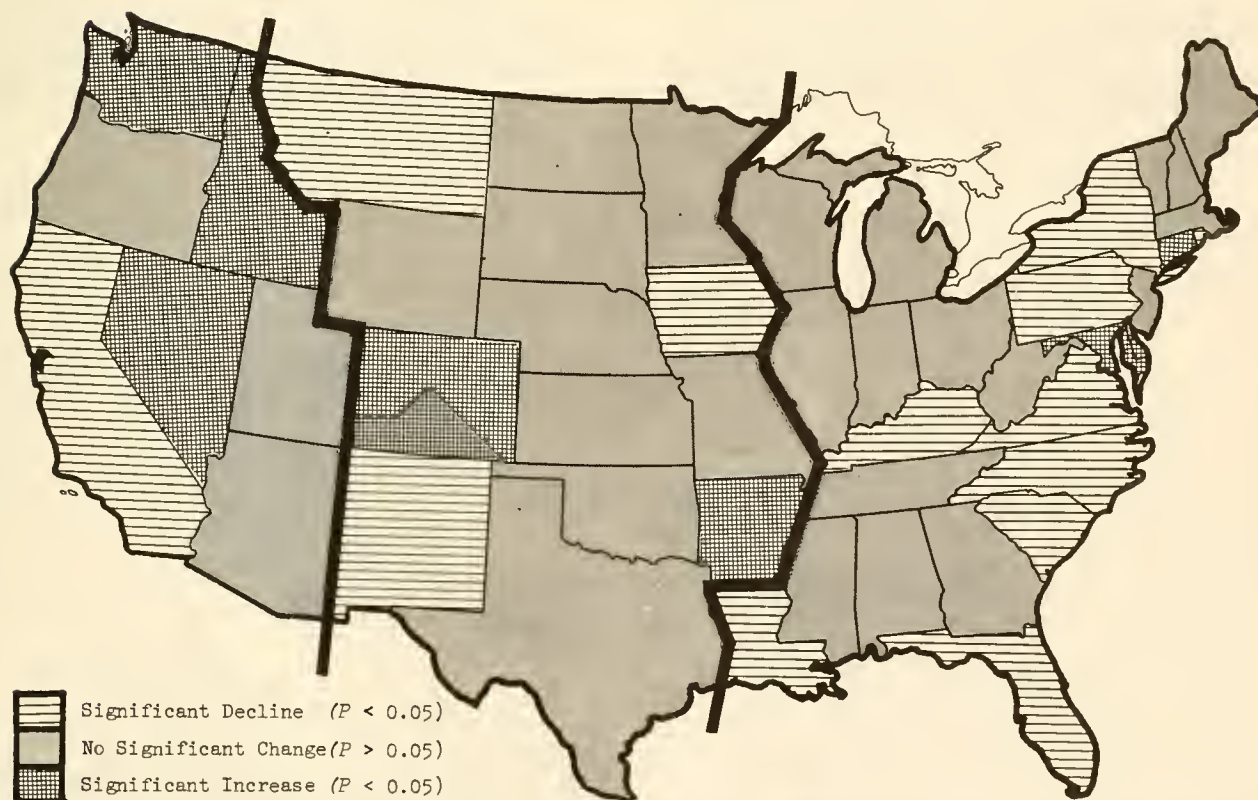 Significant Decline (P < 0.05)
No Significant Change(P > 0.05)
Significant Increase (P < 0.05)